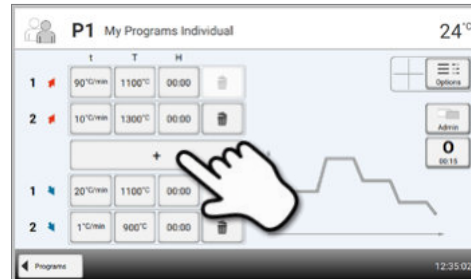 P1 My Programs Individual 24°C
t T H
1 90°C/min 1100°C 00:00 Options
2 10°C/min 1300°C 00:00 Admin
+ 0
00:15
1 20°C/min 1100°C 00:00
2 1°C/min 900°C 00:00
Programs 12:35:02